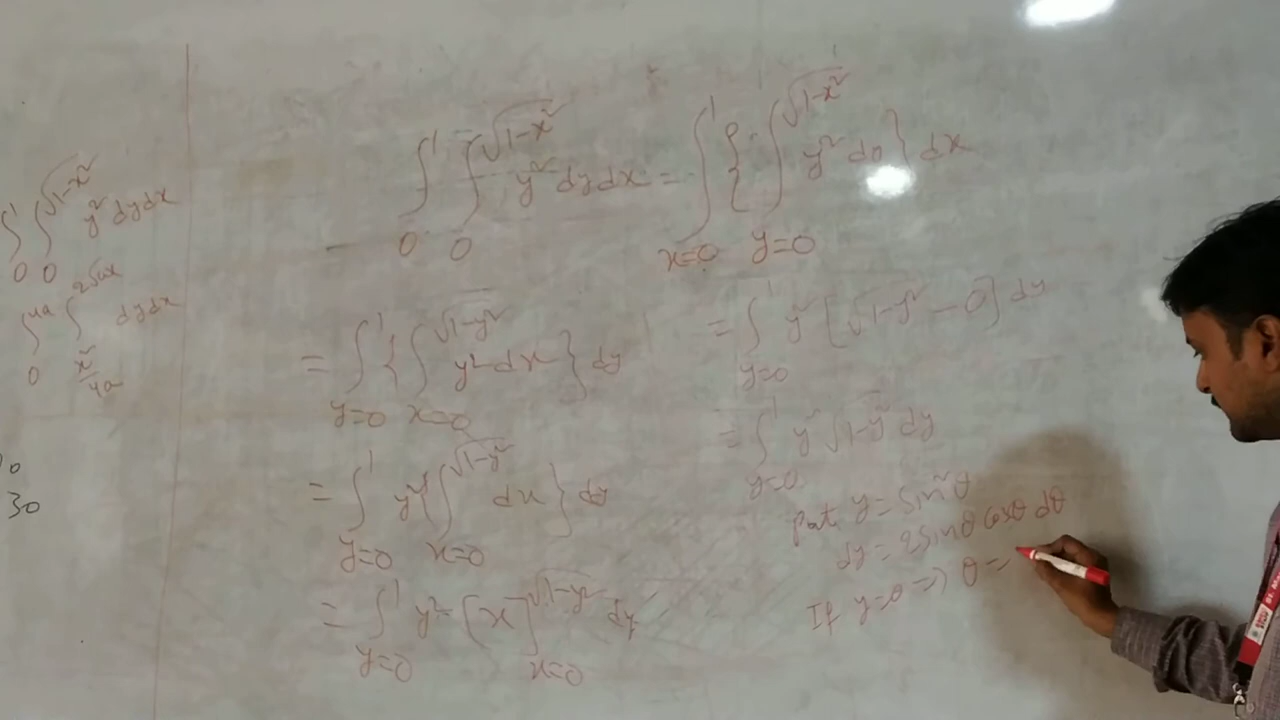 ∫₀¹ ∫₀^√(1-x²) y² dy dx
∫₀^4a ∫_(x²/4a)^(2√ax) dy dx
30
∫₀¹ ∫₀^√(1-x²) y² dy dx = ∫_(x=0)^1 { ∫_(y=0)^√(1-x²) y² do } dx
= ∫_(y=0)^1 { ∫_(x=0)^√(1-y²) y² dx } dy
= ∫_(y=0)^1 y² { ∫_(x=0)^√(1-y²) dx } dy
= ∫_(y=0)^1 y² [x]_(x=0)^√(1-y²) dy
= ∫_(y=0)^1 y² [√(1-y²) - 0] dy
= ∫_(y=0)^1 y² √(1-y²) dy
put y = sin²θ
dy = 2sinθ cosθ dθ
If y=0 => θ =